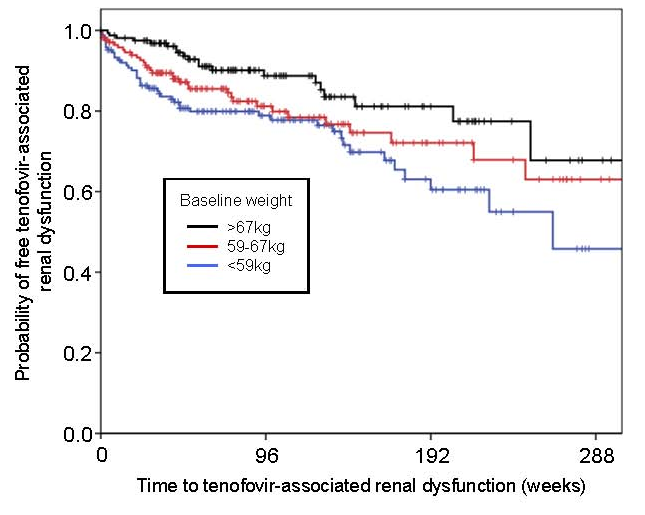 Probability of free tenofovir-associated
renal dysfunction
1.0
0.8
0.6
0.4
0.2
0.0
Baseline weight
>67kg
59-67kg
<59kg
0
96
192
288
Time to tenofovir-associated renal dysfunction (weeks)